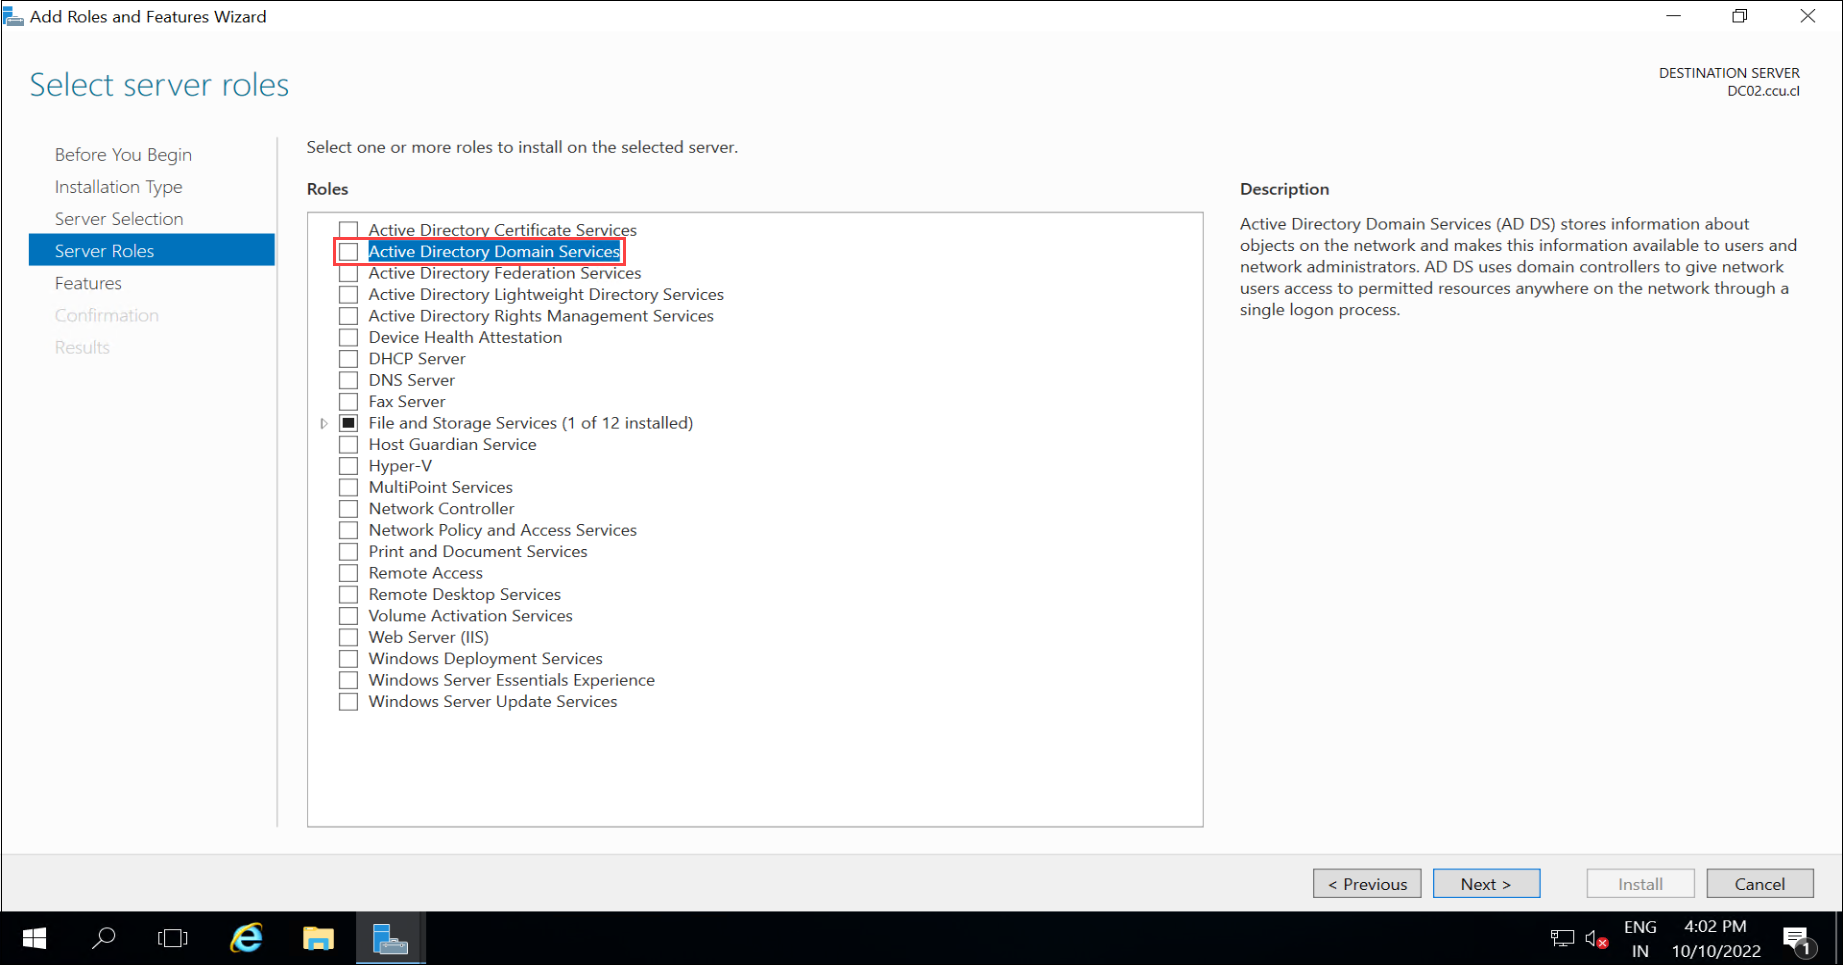 Add Roles and Features Wizard
Select server roles
DESTINATION SERVER
DC02.ccu.cl
Before You Begin
Installation Type
Server Selection
Server Roles
Features
Confirmation
Results
Select one or more roles to install on the selected server.
Roles
Active Directory Certificate Services
Active Directory Domain Services
Active Directory Federation Services
Active Directory Lightweight Directory Services
Active Directory Rights Management Services
Device Health Attestation
DHCP Server
DNS Server
Fax Server
File and Storage Services (1 of 12 installed)
Host Guardian Service
Hyper-V
MultiPoint Services
Network Controller
Network Policy and Access Services
Print and Document Services
Remote Access
Remote Desktop Services
Volume Activation Services
Web Server (IIS)
Windows Deployment Services
Windows Server Essentials Experience
Windows Server Update Services
Description
Active Directory Domain Services (AD DS) stores information about
objects on the network and makes this information available to users and
network administrators. AD DS uses domain controllers to give network
users access to permitted resources anywhere on the network through a
single logon process.
< Previous
Next >
Install
Cancel
ENG
IN
4:02 PM
10/10/2022
1